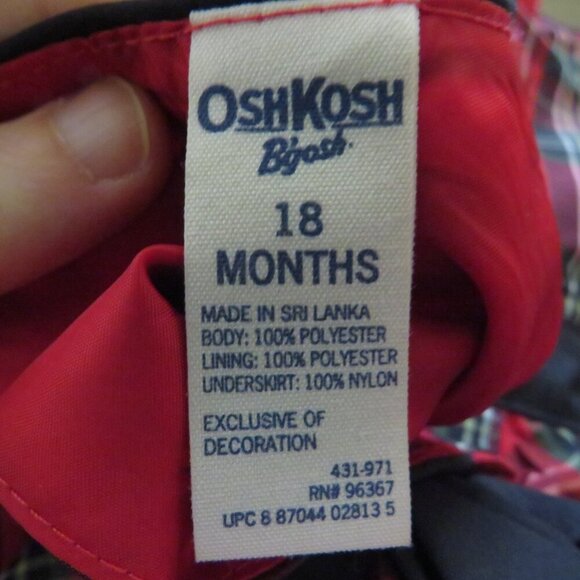 OSHKOSH
B'gosh
18
MONTHS
MADE IN SRI LANKA
BODY: 100% POLYESTER
LINING: 100% POLYESTER
UNDERSKIRT: 100% NYLON
EXCLUSIVE OF
DECORATION
431-971
RN# 96367
UPC 8 87044 02813 5